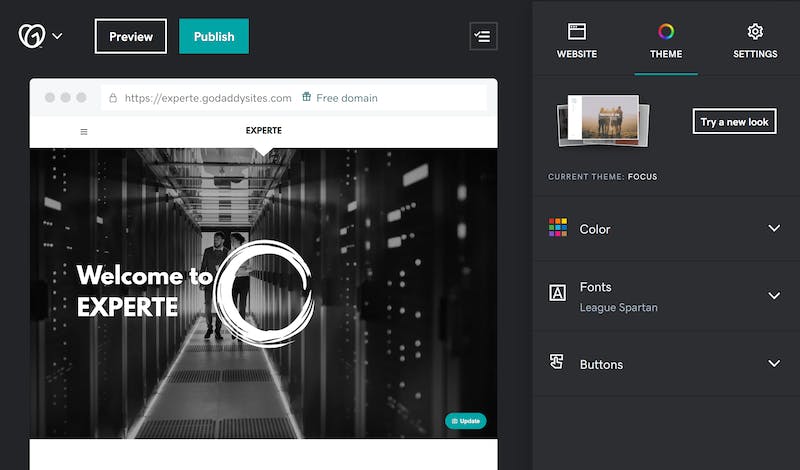 Preview
Publish
https://experte.godaddysites.com
Free domain
EXPERTE
Welcome to
EXPERTE
Update
WEBSITE
THEME
SETTINGS
Try a new look
CURRENT THEME: FOCUS
Color
Fonts
League Spartan
Buttons